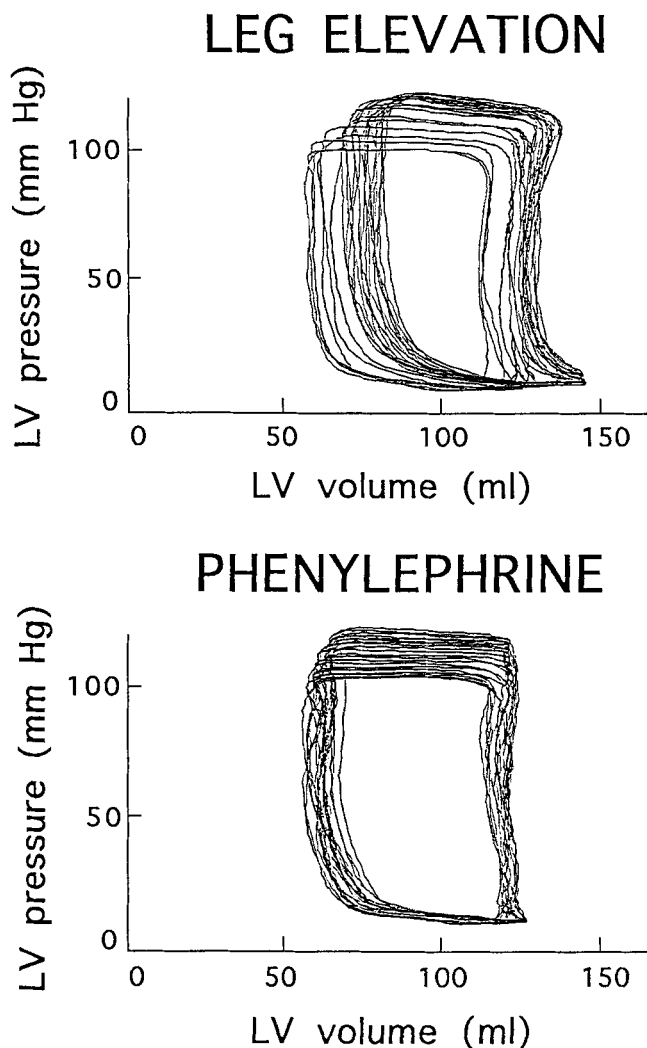 LEG ELEVATION
LV pressure (mm Hg)
100
50
0
0 50 100 150
LV volume (ml)
PHENYLEPHRINE
LV pressure (mm Hg)
100
50
0
0 50 100 150
LV volume (ml)